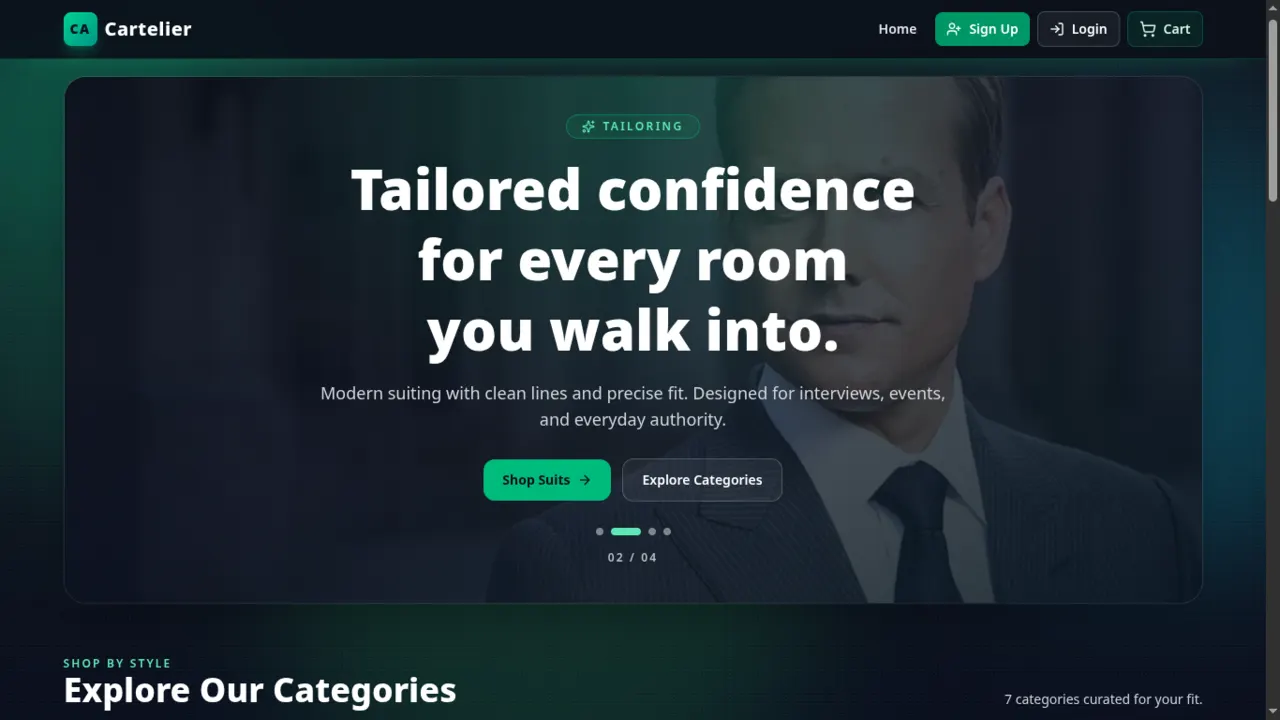 CA Cartelier
Home
Sign Up
Login
Cart
TAILORING
Tailored confidence
for every room
you walk into.
Modern suiting with clean lines and precise fit. Designed for interviews, events,
and everyday authority.
Shop Suits
Explore Categories
02 / 04
SHOP BY STYLE
Explore Our Categories
7 categories curated for your fit.